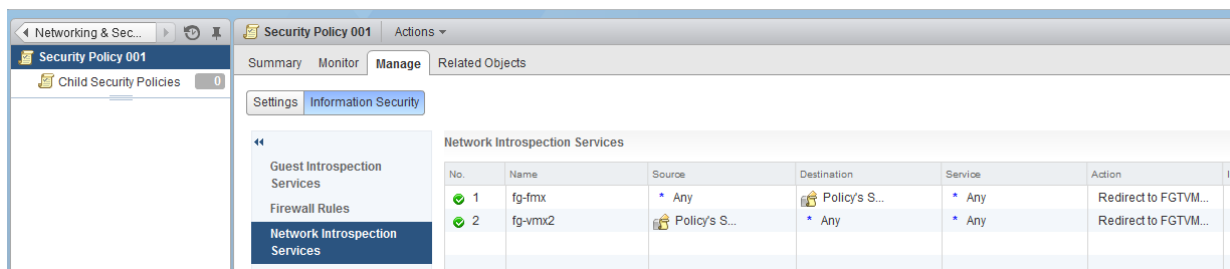 Networking & Sec... Security Policy 001 Actions
Security Policy 001
Child Security Policies 0
Summary Monitor Manage Related Objects
Settings Information Security
Network Introspection Services
Guest Introspection
Services
Firewall Rules
Network Introspection
Services
No. Name Source Destination Service Action
1 fg-fmx * Any Policy's S... * Any Redirect to FGTVM...
2 fg-vmx2 Policy's S... * Any * Any Redirect to FGTVM...